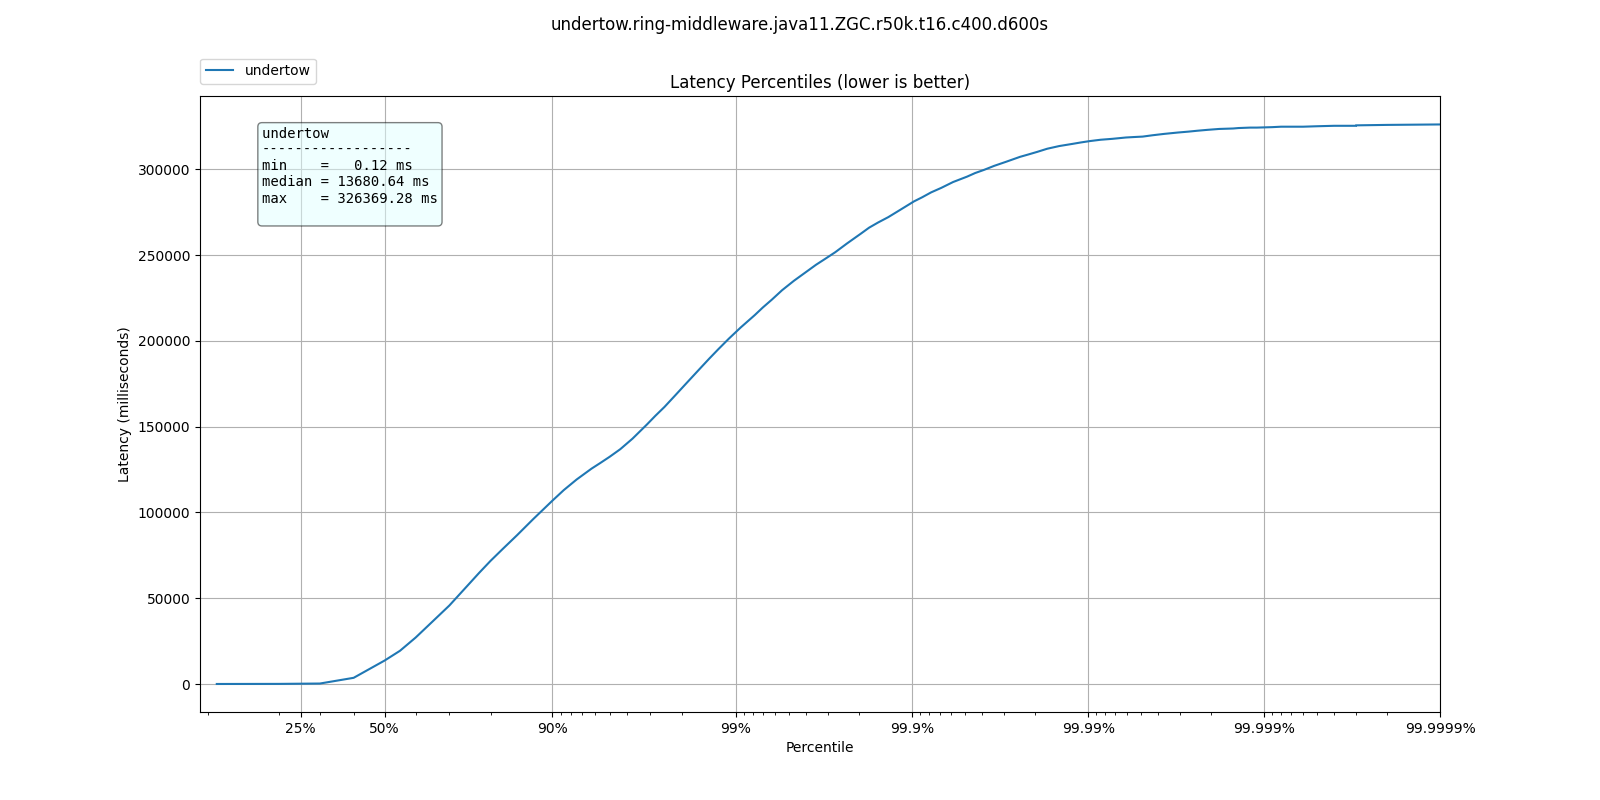 undertow.ring-middleware.java11.ZGC.r50k.t16.c400.d600s
undertow
Latency Percentiles (lower is better)
undertow
------------------
min    =   0.12 ms
median = 13680.64 ms
max    = 326369.28 ms
300000
250000
200000
150000
100000
50000
0
Latency (milliseconds)
25% 50% 90% 99% 99.9% 99.99% 99.999% 99.9999%
Percentile